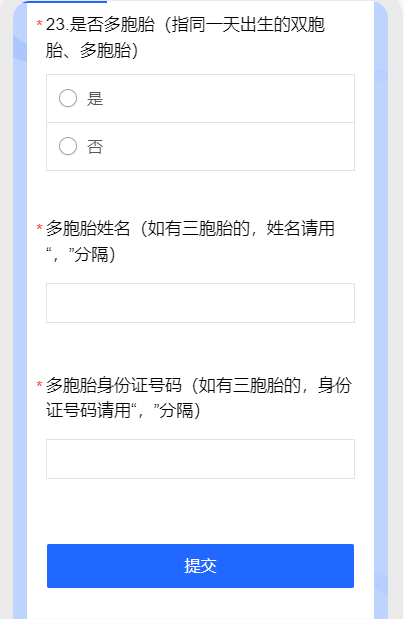 *23.是否多胞胎（指同一天出生的双胞
胎、多胞胎）
是
否
*多胞胎姓名（如有三胞胎的，姓名请用
“，”分隔）
*多胞胎身份证号码（如有三胞胎的，身份
证号码请用“，”分隔）
提交